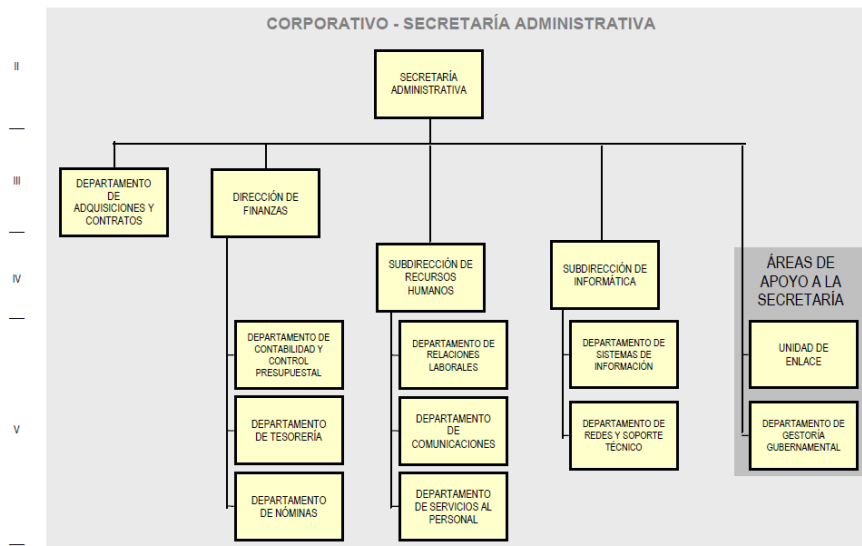 CORPORATIVO - SECRETARÍA ADMINISTRATIVA
II
SECRETARÍA
ADMINISTRATIVA
III
DEPARTAMENTO
DE
ADQUISICIONES Y
CONTRATOS
DIRECCIÓN DE
FINANZAS
IV
SUBDIRECCIÓN DE
RECURSOS
HUMANOS
SUBDIRECCIÓN DE
INFORMÁTICA
ÁREAS DE
APOYO A LA
SECRETARÍA
DEPARTAMENTO DE
CONTABILIDAD Y
CONTROL
PRESUPUESTAL
DEPARTAMENTO
DE
RELACIONES
LABORALES
DEPARTAMENTO DE
SISTEMAS DE
INFORMACIÓN
UNIDAD DE
ENLACE
V
DEPARTAMENTO
DE TESORERÍA
DEPARTAMENTO
DE
COMUNICACIONES
DEPARTAMENTO DE
REDES Y SOPORTE
TÉCNICO
DEPARTAMENTO DE
GESTORÍA
GUBERNAMENTAL
DEPARTAMENTO
DE NÓMINAS
DEPARTAMENTO
DE SERVICIOS AL
PERSONAL